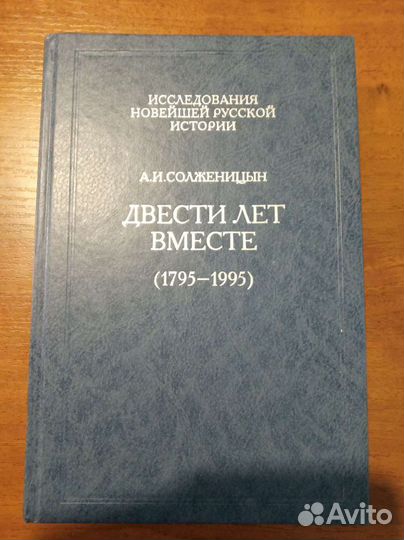 ИССЛЕДОВАНИЯ
НОВЕЙШЕЙ РУССКОЙ
ИСТОРИИ
А.И.СОЛЖЕНИЦЫН
ДВЕСТИ ЛЕТ
ВМЕСТЕ
(1795–1995)
Avito